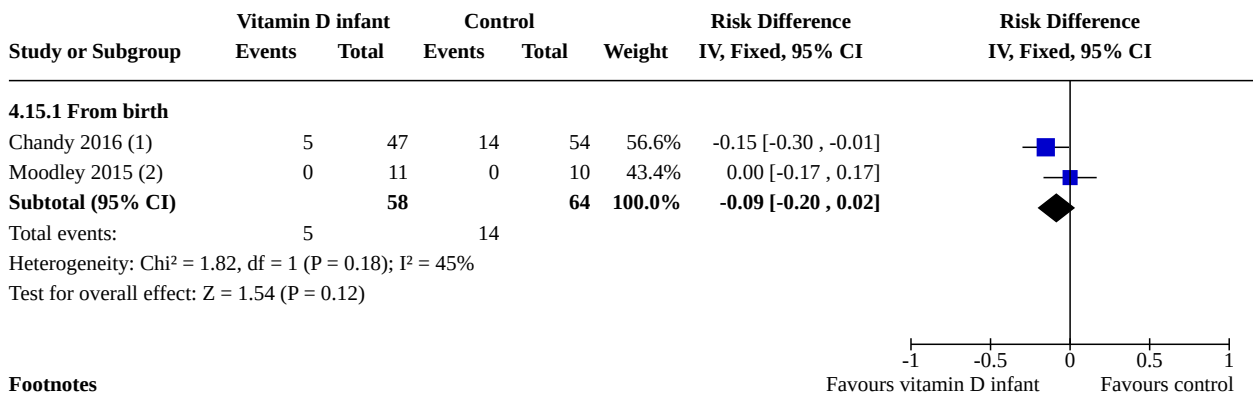 Vitamin D infant Control Risk Difference Risk Difference
Study or Subgroup Events Total Events Total Weight IV, Fixed, 95% CI IV, Fixed, 95% CI
4.15.1 From birth
Chandy 2016 (1) 5 47 14 54 56.6% -0.15 [-0.30 , -0.01]
Moodley 2015 (2) 0 11 0 10 43.4% 0.00 [-0.17 , 0.17]
Subtotal (95% CI) 58 64 100.0% -0.09 [-0.20 , 0.02]
Total events: 5 14
Heterogeneity: Chi² = 1.82, df = 1 (P = 0.18); I² = 45%
Test for overall effect: Z = 1.54 (P = 0.12)
-1 -0.5 0 0.5 1
Footnotes Favours vitamin D infant Favours control